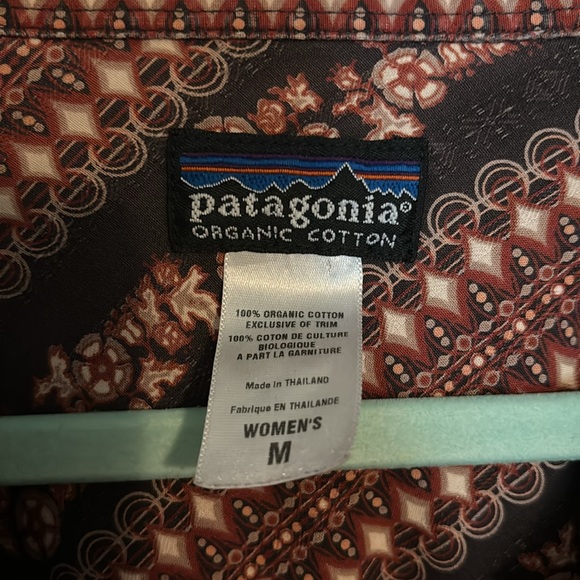 patagonia®
ORGANIC COTTON
100% ORGANIC COTTON
EXCLUSIVE OF TRIM
100% COTON DE CULTURE
BIOLOGIQUE
A PART LA GARNITURE
Made in THAILAND
Fabriqué EN THAILANDE
WOMEN'S
M